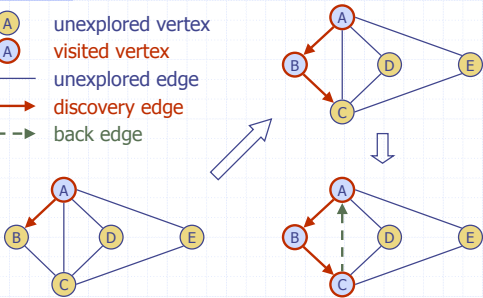 A unexplored vertex
A visited vertex
unexplored edge
discovery edge
back edge
A
B
D
E
C
A
B
D
E
C
A
B
D
E
C